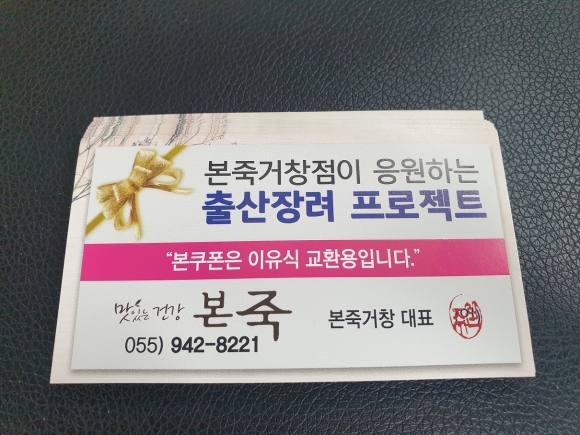 본죽거창점이 응원하는
출산장려 프로젝트
"본쿠폰은 이유식 교환용입니다."
맛있는 건강 본죽
본죽거창 대표
055) 942-8221